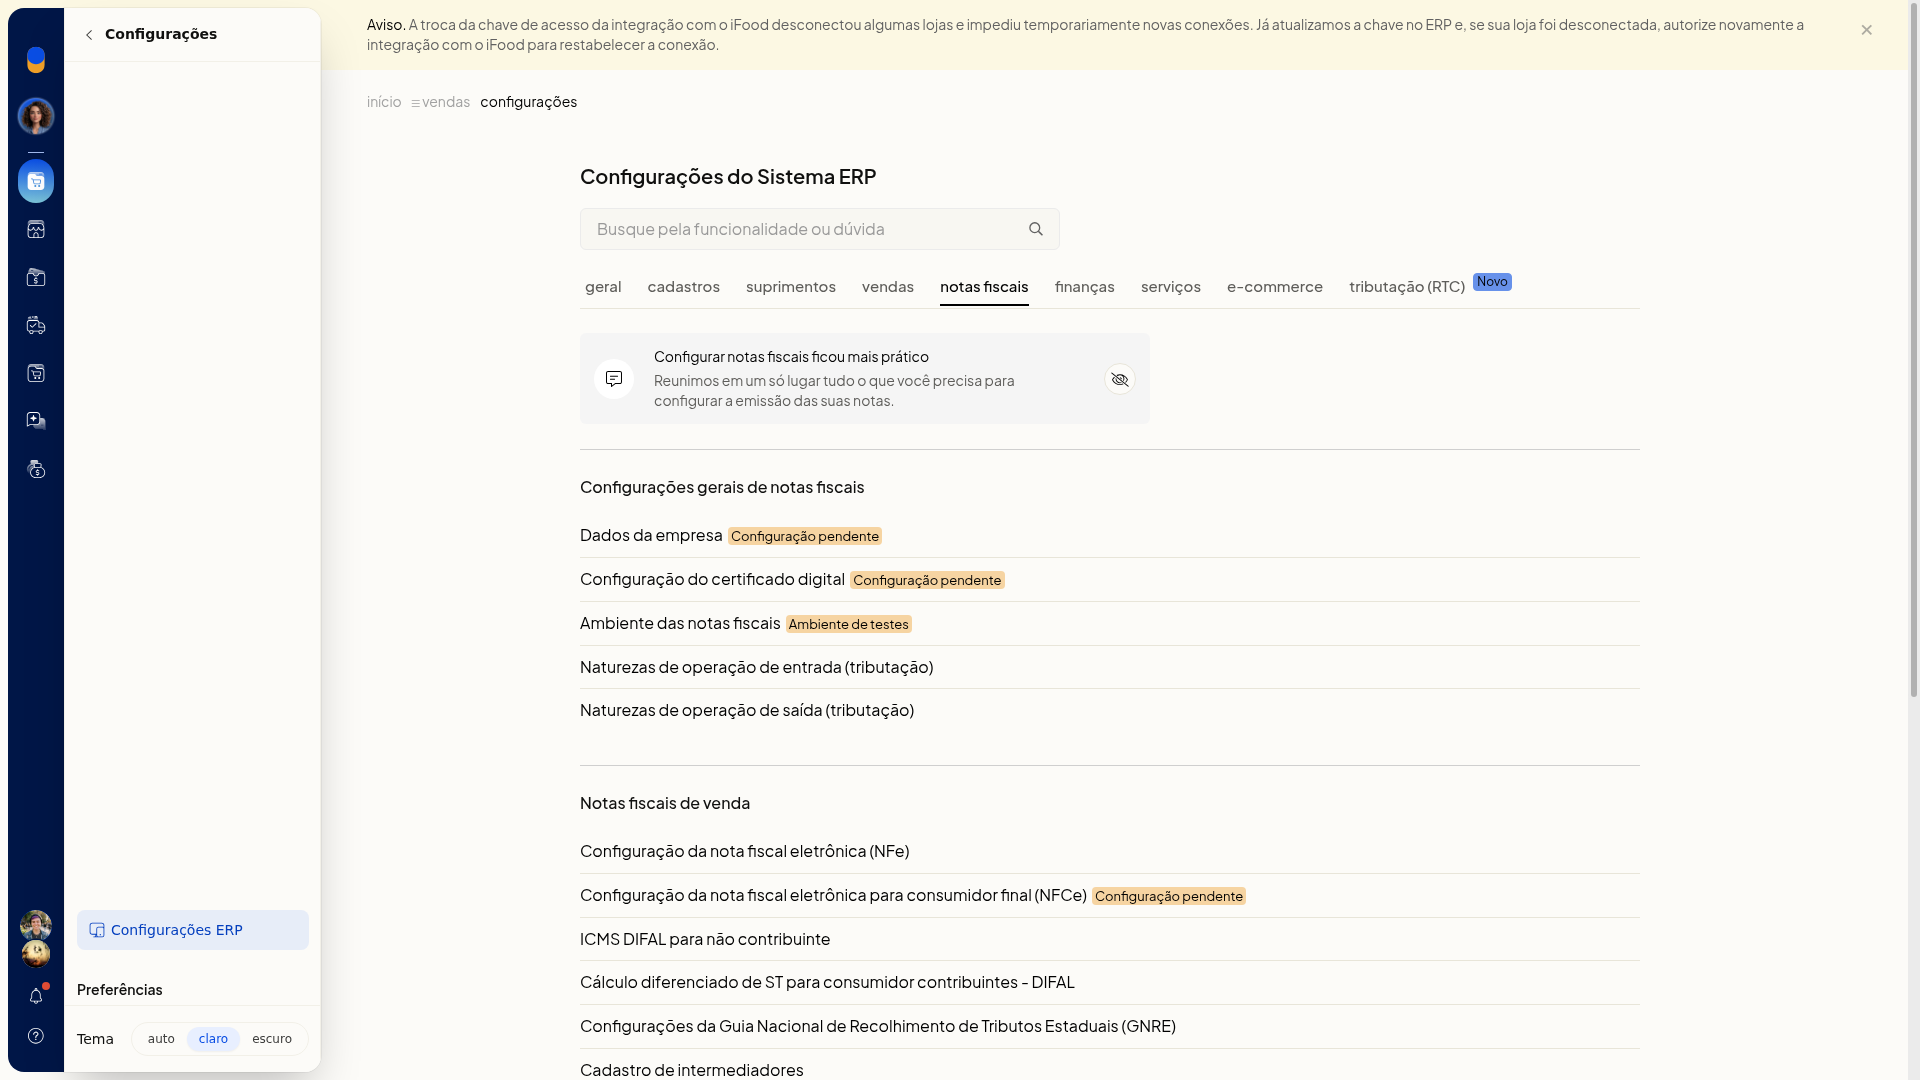 Configurações
Aviso. A troca da chave de acesso da integração com o iFood desconectou algumas lojas e impediu temporariamente novas conexões. Já atualizamos a chave no ERP e, se sua loja foi desconectada, autorize novamente a
integração com o iFood para restabelecer a conexão.
início vendas configurações
Configurações do Sistema ERP
Busque pela funcionalidade ou dúvida
geral cadastros suprimentos vendas notas fiscais finanças serviços e-commerce tributação (RTC) Novo
Configurar notas fiscais ficou mais prático
Reunimos em um só lugar tudo o que você precisa para
configurar a emissão das suas notas.
Configurações gerais de notas fiscais
Dados da empresa Configuração pendente
Configuração do certificado digital Configuração pendente
Ambiente das notas fiscais Ambiente de testes
Naturezas de operação de entrada (tributação)
Naturezas de operação de saída (tributação)
Notas fiscais de venda
Configuração da nota fiscal eletrônica (NFe)
Configuração da nota fiscal eletrônica para consumidor final (NFCe) Configuração pendente
ICMS DIFAL para não contribuinte
Cálculo diferenciado de ST para consumidor contribuintes - DIFAL
Configurações da Guia Nacional de Recolhimento de Tributos Estaduais (GNRE)
Cadastro de intermediadores
Configurações ERP
Preferências
Tema auto claro escuro